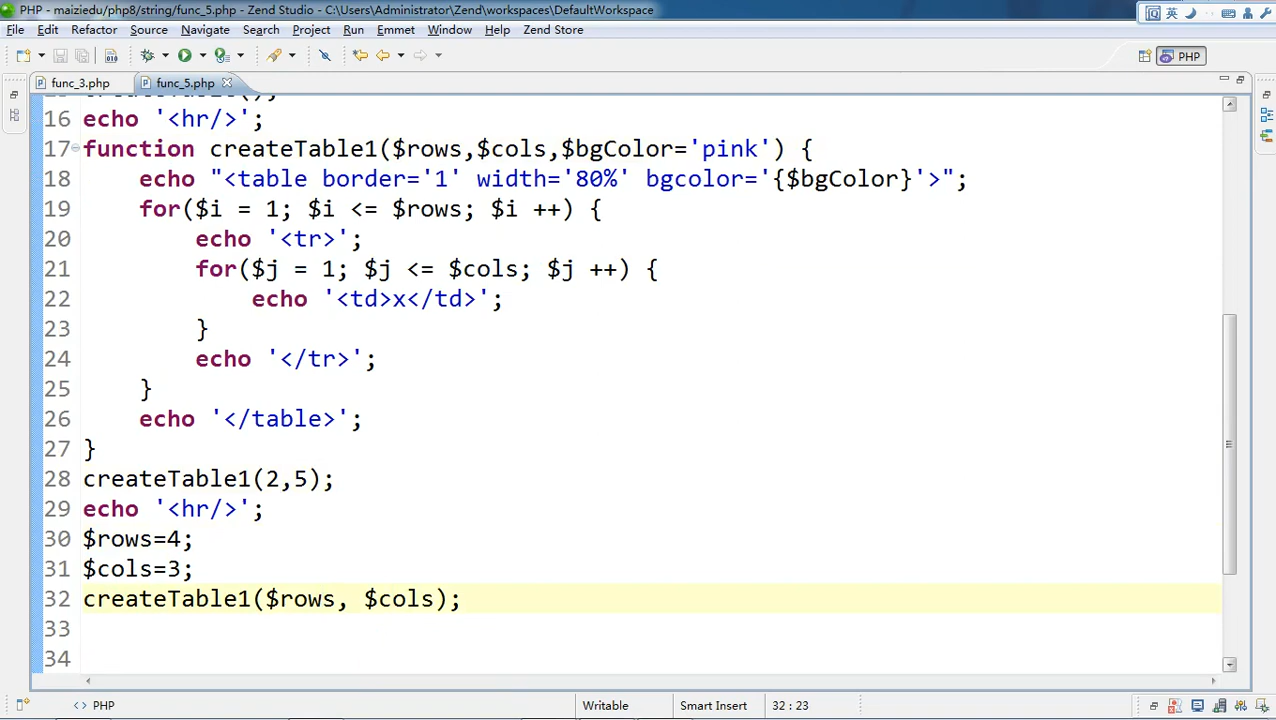 PHP - maiziedu/php8/string/func_5.php - Zend Studio - C:\Users\Administrator\Zend\workspaces\DefaultWorkspace
英
File Edit Refactor Source Navigate Search Project Run Emmet Window Help Zend Store
PHP
func_3.php func_5.php
16 echo '<hr/>';
17 function createTable1($rows,$cols,$bgColor='pink') {
18 echo "<table border='1' width='80%' bgcolor='{$bgColor}'>";
19 for($i = 1; $i <= $rows; $i ++) {
20 echo '<tr>';
21 for($j = 1; $j <= $cols; $j ++) {
22 echo '<td>x</td>';
23 }
24 echo '</tr>';
25 }
26 echo '</table>';
27 }
28 createTable1(2,5);
29 echo '<hr/>';
30 $rows=4;
31 $cols=3;
32 createTable1($rows, $cols);
33
34
<> PHP Writable Smart Insert 32 : 23